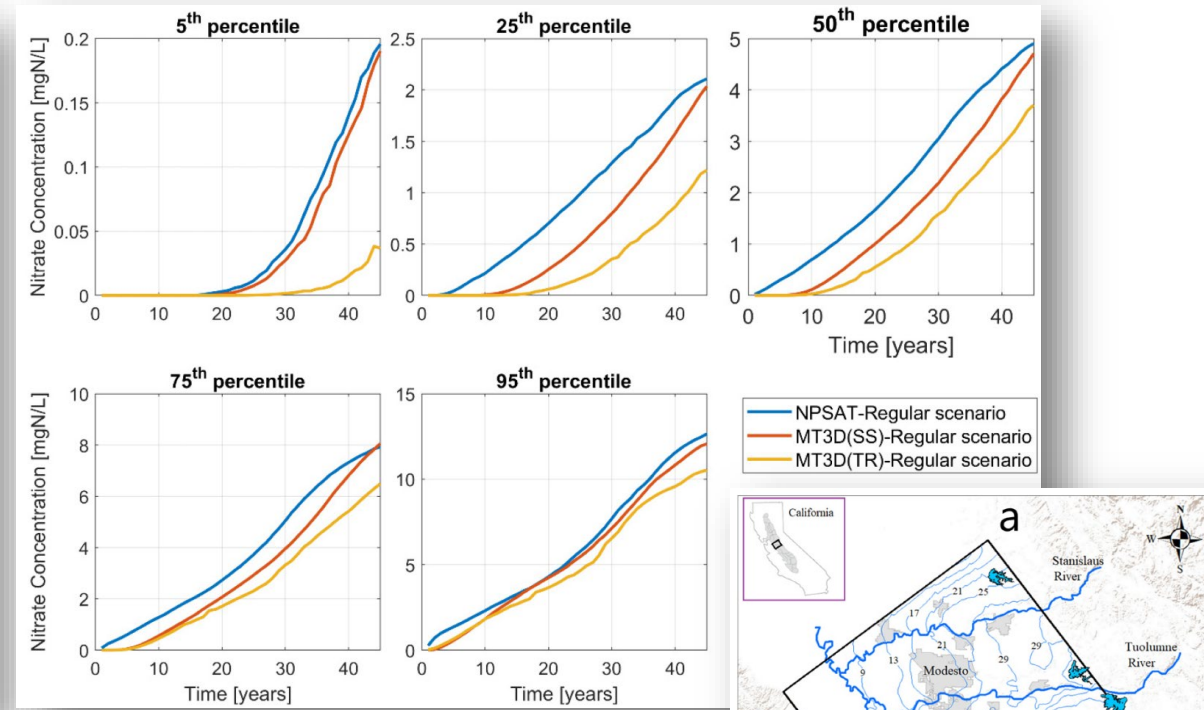 5th percentile
25th percentile
50th percentile
Nitrate Concentration [mgN/L]
0.2
0.15
0.1
0.05
0
0 10 20 30 40
2.5
2
1.5
1
0.5
0
0 10 20 30 40
5
4
3
2
1
0
0 10 20 30 40
Time [years]
75th percentile
95th percentile
Nitrate Concentration [mgN/L]
10
8
6
4
2
0
0 10 20 30 40
Time [years]
15
10
5
0
0 10 20 30 40
Time [years]
NPSAT-Regular scenario
MT3D(SS)-Regular scenario
MT3D(TR)-Regular scenario
California
a
N
W
S
Stanislaus
River
21 25
17
21
13
29
29
9
Modesto
Tuolumne
River